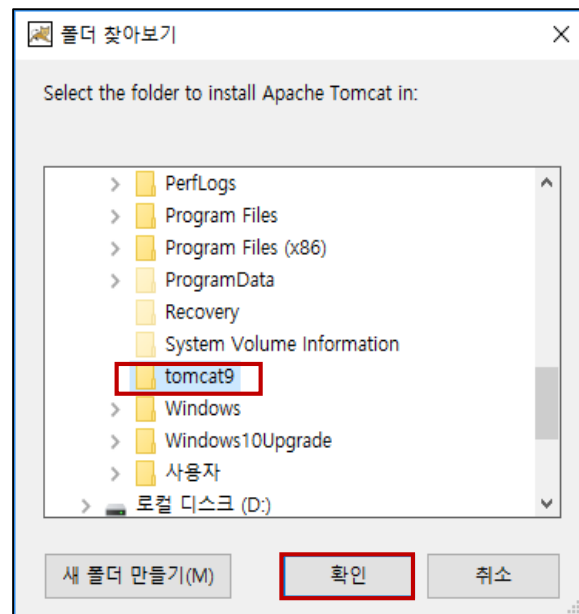 폴더 찾아보기
Select the folder to install Apache Tomcat in:
PerfLogs
Program Files
Program Files (x86)
ProgramData
Recovery
System Volume Information
tomcat9
Windows
Windows10Upgrade
사용자
로컬 디스크 (D:)
새 폴더 만들기(M) 확인 취소